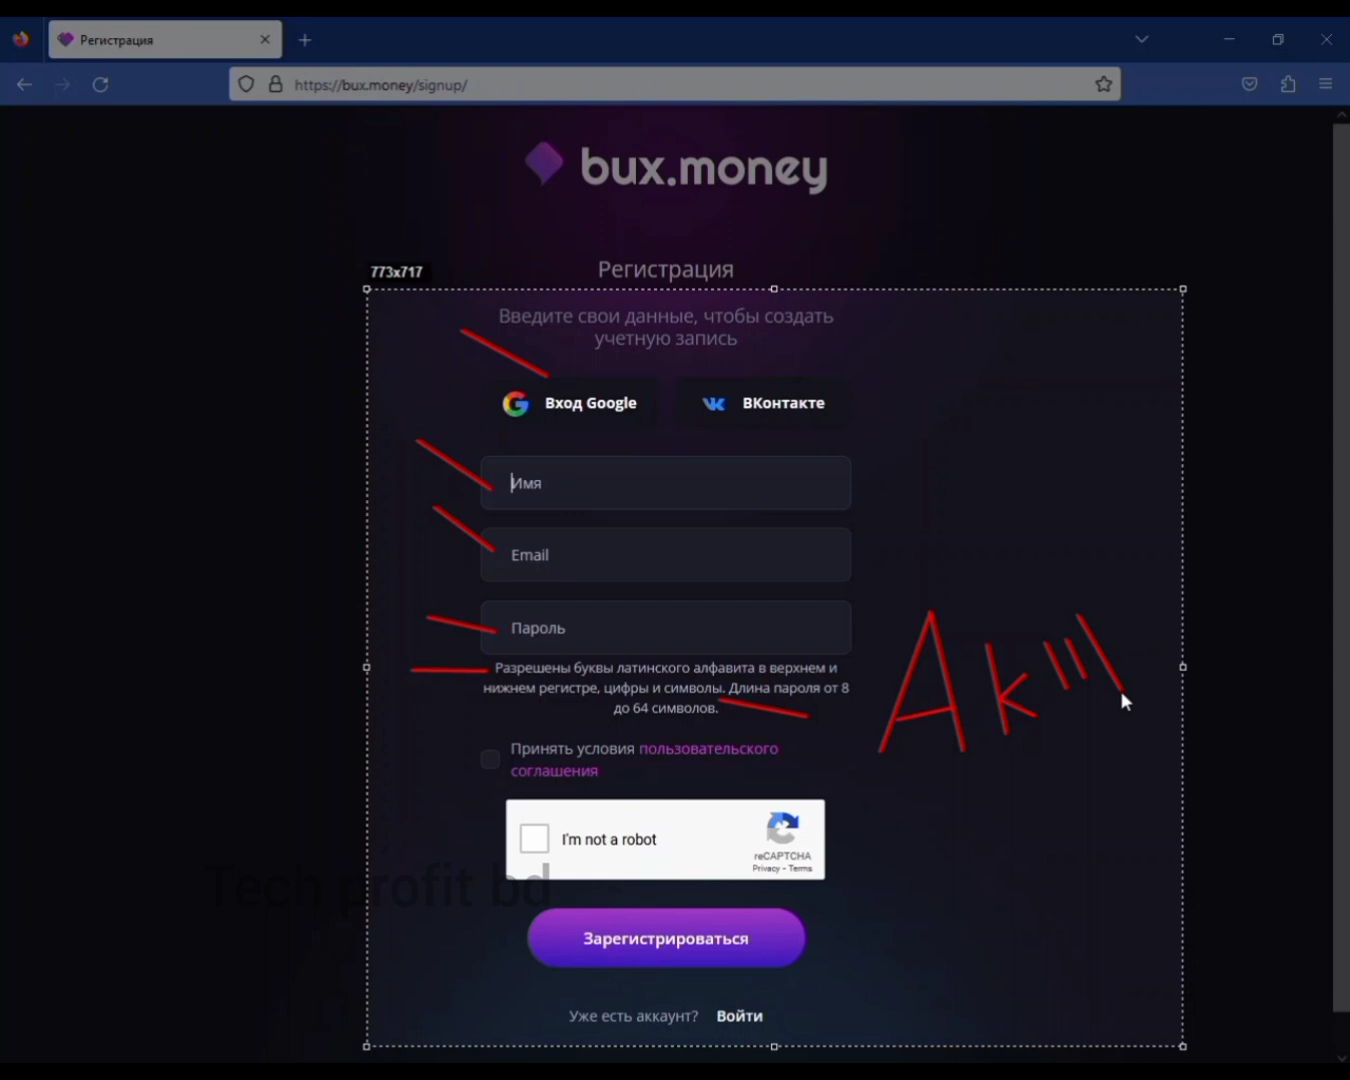 Регистрация
https://bux.money/signup/
bux.money
Регистрация
773x717
Введите свои данные, чтобы создать
учетную запись
Вход Google
ВКонтакте
Имя
Email
Пароль
Разрешены буквы латинского алфавита в верхнем и
нижнем регистре, цифры и символы. Длина пароля от 8
до 64 символов.
Принять условия пользовательского
соглашения
I'm not a robot
reCAPTCHA
Privacy - Terms
Tech profit bd
Зарегистрироваться
Уже есть аккаунт? Войти